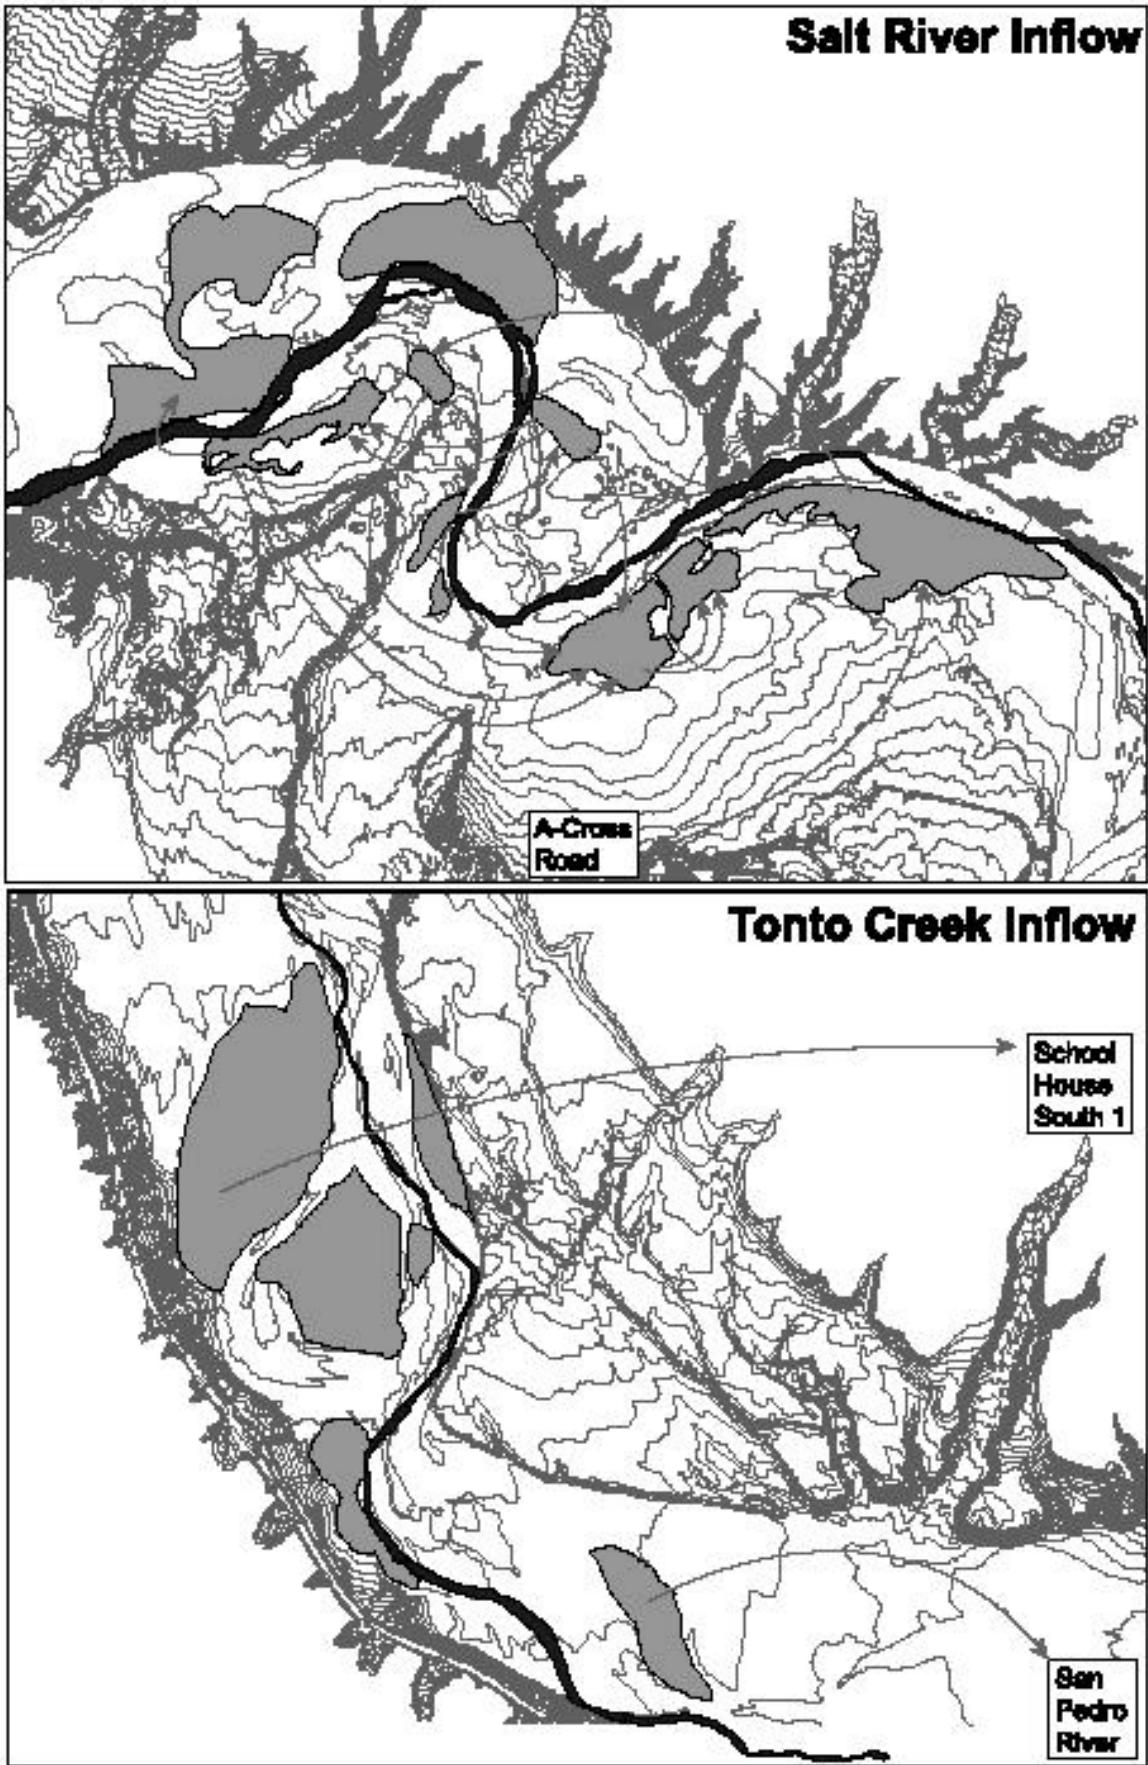 Salt River Inflow
A-Cross
Road
Tonto Creek Inflow
School
House
South 1
San
Pedro
River